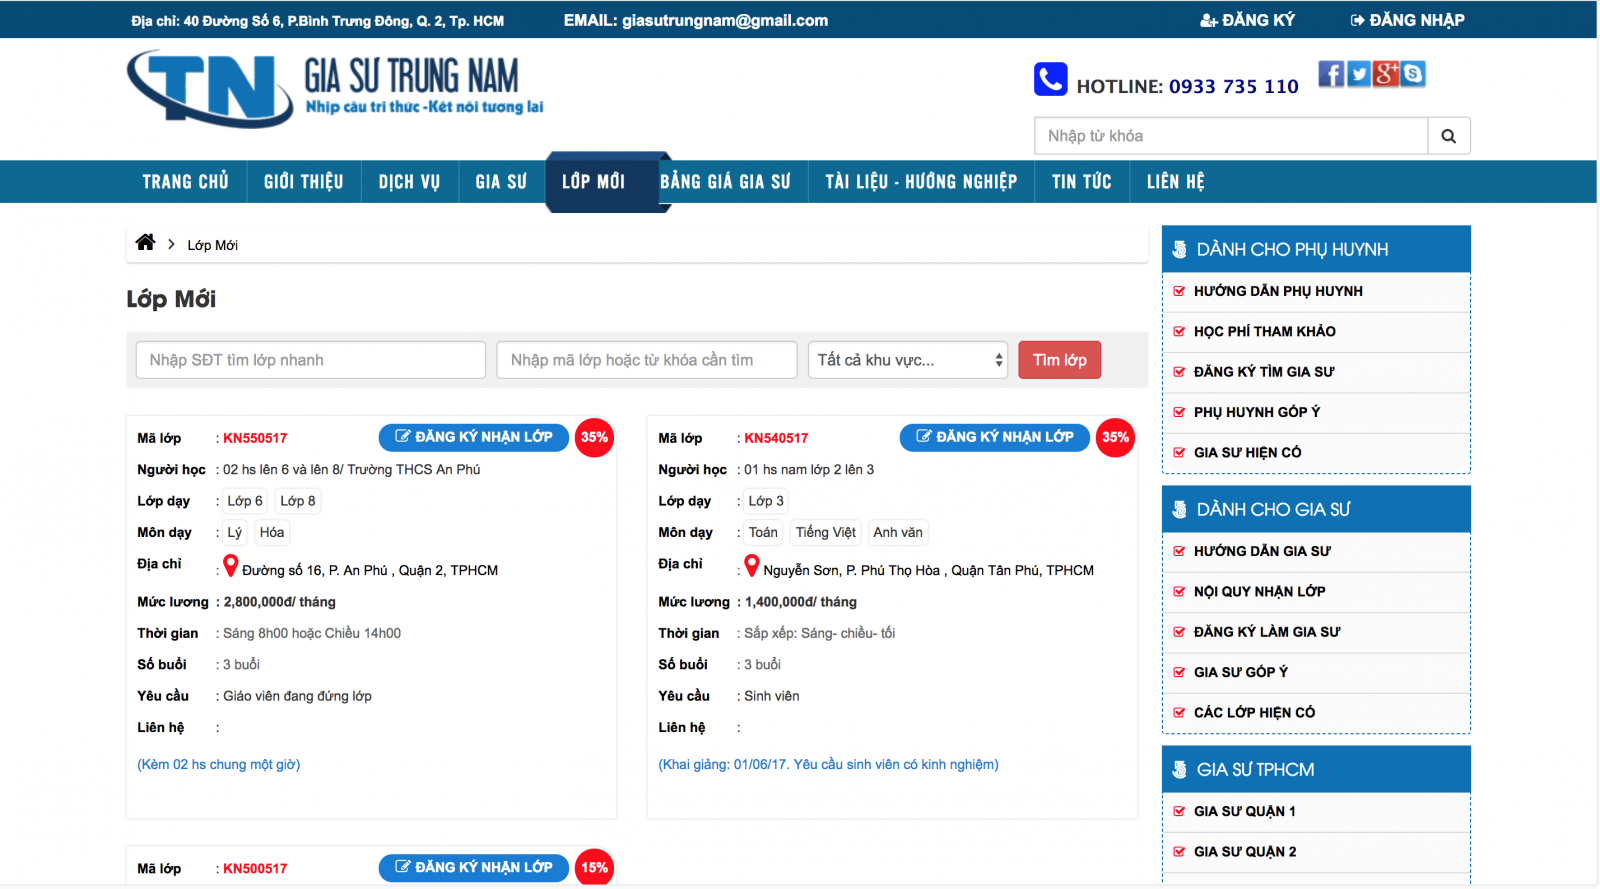 Địa chỉ: 40 Đường Số 6, P.Bình Trưng Đông, Q. 2, Tp. HCM
EMAIL: giasutrungnam@gmail.com
ĐĂNG KÝ
ĐĂNG NHẬP
TN
GIA SƯ TRUNG NAM
Nhịp cầu tri thức -Kết nối tương lai
HOTLINE: 0933 735 110
Nhập từ khóa
TRANG CHỦ
GIỚI THIỆU
DỊCH VỤ
GIA SƯ
LỚP MỚI
BẢNG GIÁ GIA SƯ
TÀI LIỆU - HƯỚNG NGHIỆP
TIN TỨC
LIÊN HỆ
Lớp Mới
Lớp Mới
Nhập SĐT tìm lớp nhanh
Nhập mã lớp hoặc từ khóa cần tìm
Tất cả khu vực...
Tìm lớp
Mã lớp : KN550517
ĐĂNG KÝ NHẬN LỚP
35%
Người học : 02 hs lên 6 và lên 8/ Trường THCS An Phú
Lớp dạy : Lớp 6 Lớp 8
Môn dạy : Lý Hóa
Địa chỉ : Đường số 16, P. An Phú , Quận 2, TPHCM
Mức lương : 2,800,000đ/ tháng
Thời gian : Sáng 8h00 hoặc Chiều 14h00
Số buổi : 3 buổi
Yêu cầu : Giáo viên đang đứng lớp
Liên hệ :
(Kèm 02 hs chung một giờ)
Mã lớp : KN540517
ĐĂNG KÝ NHẬN LỚP
35%
Người học : 01 hs nam lớp 2 lên 3
Lớp dạy : Lớp 3
Môn dạy : Toán Tiếng Việt Anh văn
Địa chỉ : Nguyễn Sơn, P. Phú Thọ Hòa , Quận Tân Phú, TPHCM
Mức lương : 1,400,000đ/ tháng
Thời gian : Sắp xếp: Sáng- chiều- tối
Số buổi : 3 buổi
Yêu cầu : Sinh viên
Liên hệ :
(Khai giảng: 01/06/17. Yêu cầu sinh viên có kinh nghiệm)
Mã lớp : KN500517
ĐĂNG KÝ NHẬN LỚP
15%
DÀNH CHO PHỤ HUYNH
HƯỚNG DẪN PHỤ HUYNH
HỌC PHÍ THAM KHẢO
ĐĂNG KÝ TÌM GIA SƯ
PHỤ HUYNH GÓP Ý
GIA SƯ HIỆN CÓ
DÀNH CHO GIA SƯ
HƯỚNG DẪN GIA SƯ
NỘI QUY NHẬN LỚP
ĐĂNG KÝ LÀM GIA SƯ
GIA SƯ GÓP Ý
CÁC LỚP HIỆN CÓ
GIA SƯ TPHCM
GIA SƯ QUẬN 1
GIA SƯ QUẬN 2